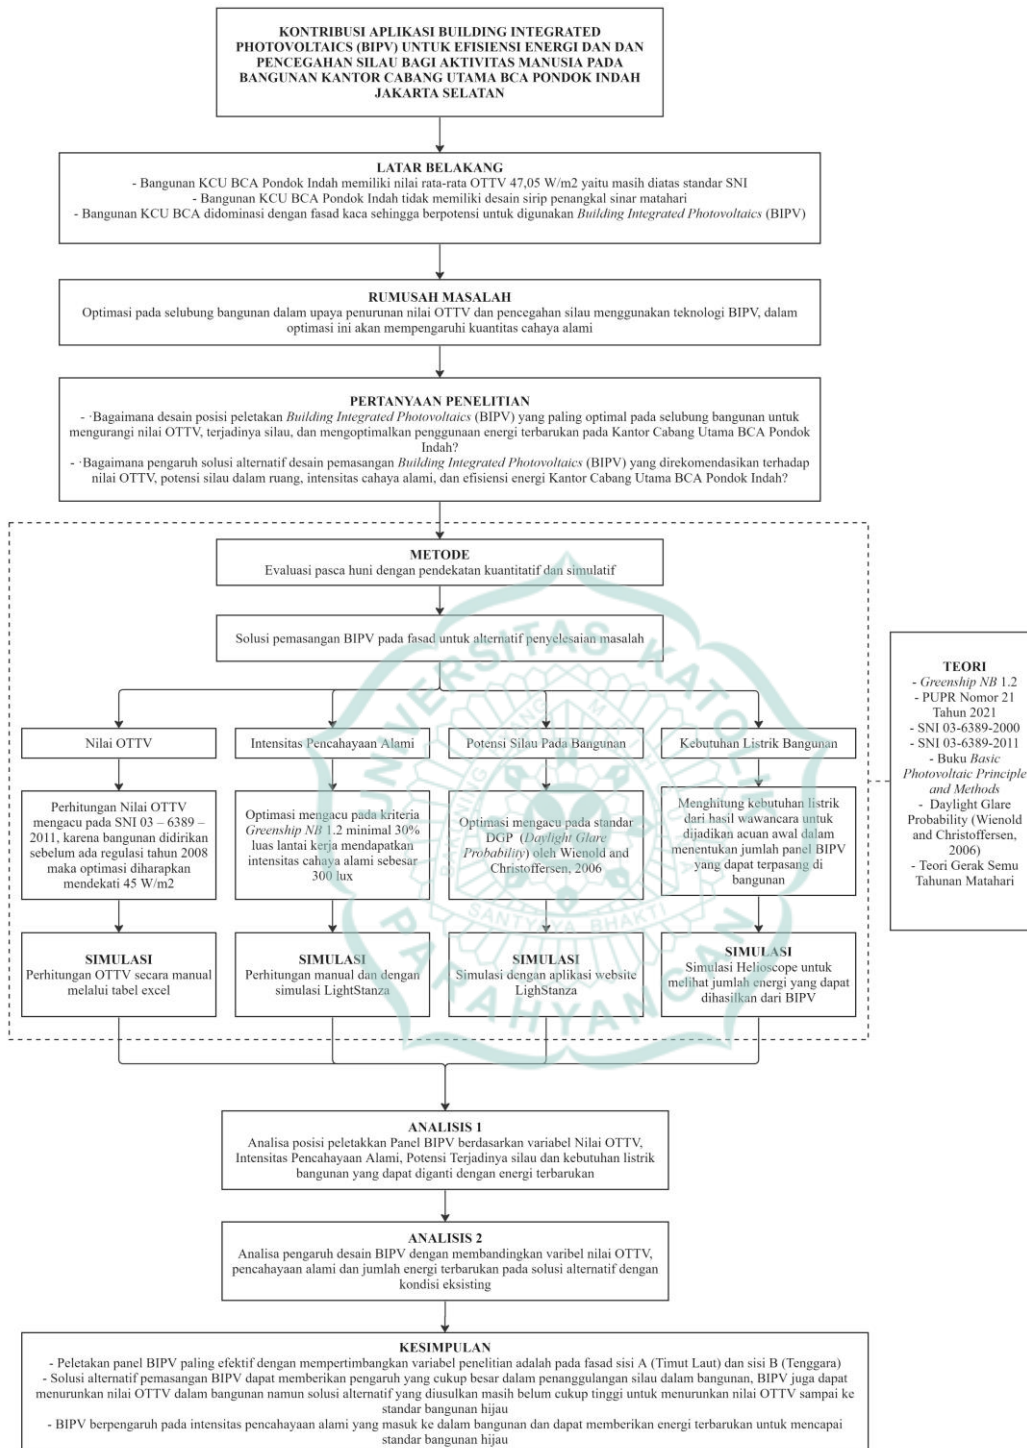 KONTRIBUSI APLIKASI BUILDING INTEGRATED
PHOTOVOLTAICS (BIPV) UNTUK EFISIENSI ENERGI DAN DAN
PENCEGAHAN SILAU BAGI AKTIVITAS MANUSIA PADA
BANGUNAN KANTOR CABANG UTAMA BCA PONDOK INDAH
JAKARTA SELATAN
LATAR BELAKANG
- Bangunan KCU BCA Pondok Indah memiliki nilai rata-rata OTTV 47,05 W/m2 yaitu masih diatas standar SNI
- Bangunan KCU BCA Pondok Indah tidak memiliki desain sirip penangkal sinar matahari
- Bangunan KCU BCA didominasi dengan fasad kaca sehingga berpotensi untuk digunakan Building Integrated Photovoltaics (BIPV)
RUMUSAH MASALAH
Optimasi pada selubung bangunan dalam upaya penurunan nilai OTTV dan pencegahan silau menggunakan teknologi BIPV, dalam
optimasi ini akan mempengaruhi kuantitas cahaya alami
PERTANYAAN PENELITIAN
- ·Bagaimana desain posisi peletakan Building Integrated Photovoltaics (BIPV) yang paling optimal pada selubung bangunan untuk
mengurangi nilai OTTV, terjadinya silau, dan mengoptimalkan penggunaan energi terbarukan pada Kantor Cabang Utama BCA Pondok
Indah?
- ·Bagaimana pengaruh solusi alternatif desain pemasangan Building Integrated Photovoltaics (BIPV) yang direkomendasikan terhadap
nilai OTTV, potensi silau dalam ruang, intensitas cahaya alami, dan efisiensi energi Kantor Cabang Utama BCA Pondok Indah?
METODE
Evaluasi pasca huni dengan pendekatan kuantitatif dan simulatif
Solusi pemasangan BIPV pada fasad untuk alternatif penyelesaian masalah
Nilai OTTV
Perhitungan Nilai OTTV
mengacu pada SNI 03 – 6389 –
2011, karena bangunan didirikan
sebelum ada regulasi tahun 2008
maka optimasi diharapkan
mendekati 45 W/m2
SIMULASI
Perhitungan OTTV secara manual
melalui tabel excel
Intensitas Pencahayaan Alami
Optimasi mengacu pada kriteria
Greenship NB 1.2 minimal 30%
luas lantai kerja mendapatkan
intensitas cahaya alami sebesar
300 lux
SIMULASI
Perhitungan manual dan dengan
simulasi LightStanza
Potensi Silau Pada Bangunan
Optimasi mengacu pada standar
DGP (Daylight Glare
Probability) oleh Wienold and
Christoffersen, 2006
SIMULASI
Simulasi dengan aplikasi website
LighStanza
Kebutuhan Listrik Bangunan
Menghitung kebutuhan listrik
dari hasil wawancara untuk
dijadikan acuan awal dalam
menentukan jumlah panel BIPV
yang dapat terpasang di
bangunan
SIMULASI
Simulasi Helioscope untuk
melihat jumlah energi yang dapat
dihasilkan dari BIPV
TEORI
- Greenship NB 1.2
- PUPR Nomor 21
Tahun 2021
- SNI 03-6389-2000
- SNI 03-6389-2011
- Buku Basic
Photovoltaic Principle
and Methods
- Daylight Glare
Probability (Wienold
and Christoffersen,
2006)
- Teori Gerak Semu
Tahunan Matahari
ANALISIS 1
Analisa posisi peletakkan Panel BIPV berdasarkan variabel Nilai OTTV,
Intensitas Pencahayaan Alami, Potensi Terjadinya silau dan kebutuhan listrik
bangunan yang dapat diganti dengan energi terbarukan
ANALISIS 2
Analisa pengaruh desain BIPV dengan membandingkan varibel nilai OTTV,
pencahayaan alami dan jumlah energi terbarukan pada solusi alternatif dengan
kondisi eksisting
KESIMPULAN
- Peletakan panel BIPV paling efektif dengan mempertimbangkan variabel penelitian adalah pada fasad sisi A (Timut Laut) dan sisi B (Tenggara)
- Solusi alternatif pemasangan BIPV dapat memberikan pengaruh yang cukup besar dalam penanggulangan silau dalam bangunan, BIPV juga dapat
menurunkan nilai OTTV dalam bangunan namun solusi alternatif yang diusulkan masih belum cukup tinggi untuk menurunkan nilai OTTV sampai ke
standar bangunan hijau
- BIPV berpengaruh pada intensitas pencahayaan alami yang masuk ke dalam bangunan dan dapat memberikan energi terbarukan untuk mencapai
standar bangunan hijau
UNIVERSITAS KATOLIK
PARAHYANGAN
SANTYAYA BHAKTI